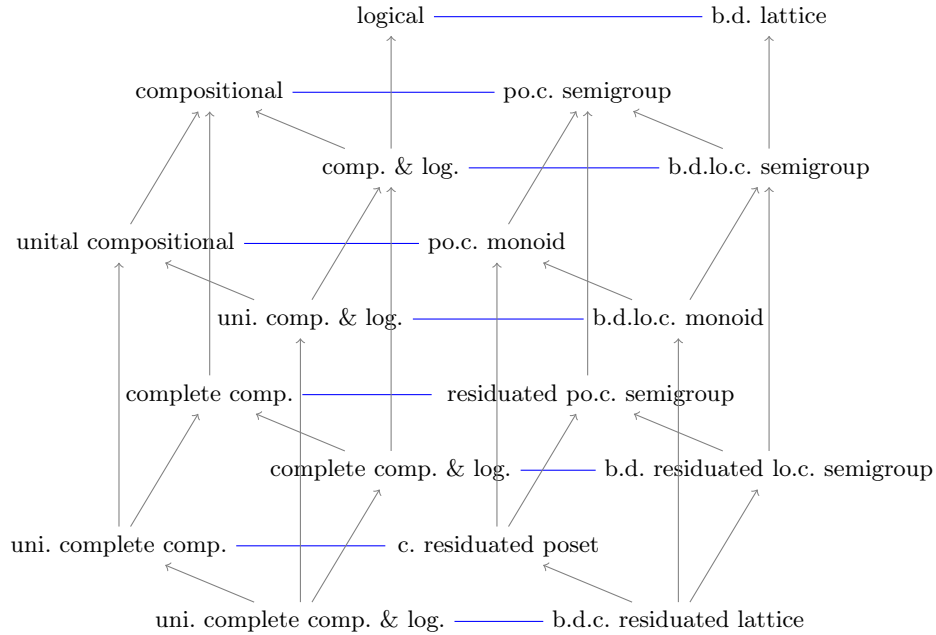 logical b.d. lattice
compositional po.c. semigroup
comp. & log. b.d.lo.c. semigroup
unital compositional po.c. monoid
uni. comp. & log. b.d.lo.c. monoid
complete comp. residuated po.c. semigroup
complete comp. & log. b.d. residuated lo.c. semigroup
uni. complete comp. c. residuated poset
uni. complete comp. & log. b.d.c. residuated lattice